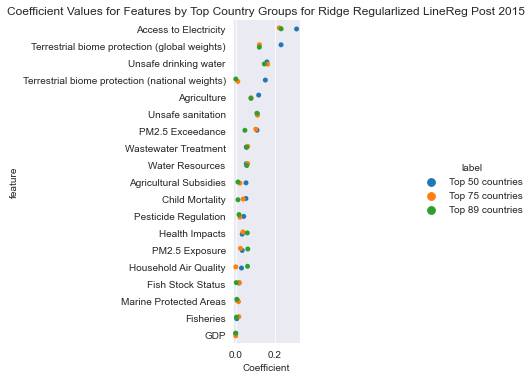 Coefficient Values for Features by Top Country Groups for Ridge Regularlized LineReg Post 2015
feature
Access to Electricity
Terrestrial biome protection (global weights)
Unsafe drinking water
Terrestrial biome protection (national weights)
Agriculture
Unsafe sanitation
PM2.5 Exceedance
Wastewater Treatment
Water Resources
Agricultural Subsidies
Child Mortality
Pesticide Regulation
Health Impacts
PM2.5 Exposure
Household Air Quality
Fish Stock Status
Marine Protected Areas
Fisheries
GDP
0.0 0.2
Coefficient
label
Top 50 countries
Top 75 countries
Top 89 countries